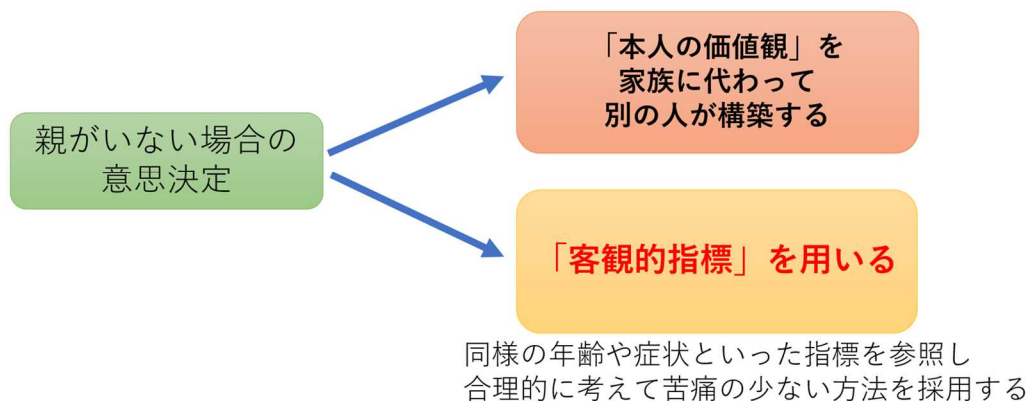 親がいない場合の
意思決定
「本人の価値観」を
家族に代わって
別の人が構築する
「客観的指標」を用いる
同様の年齢や症状といった指標を参照し
合理的に考えて苦痛の少ない方法を採用する